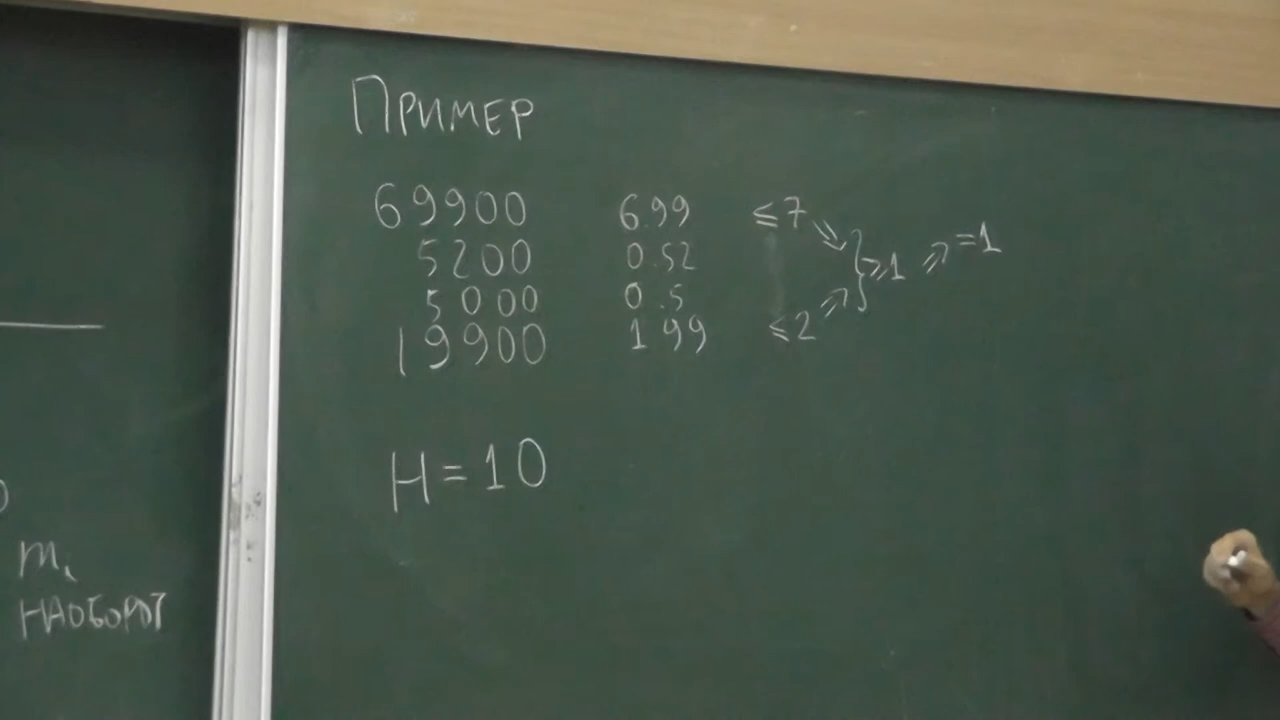 ПРИМЕР
69900 6.99 ≤7 ⇒ } ≥1 ⇒ =1
5200 0.52
5000 0.5
19900 1.99 ≤2 ⇒
H=10
m
НАОБОРОТ